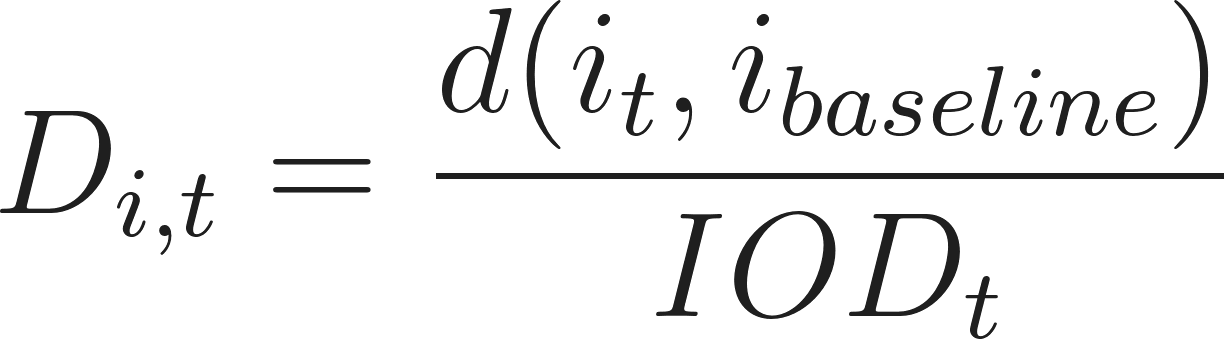 D_{i,t} = \frac{d(i_t, i_{baseline})}{IOD_t}